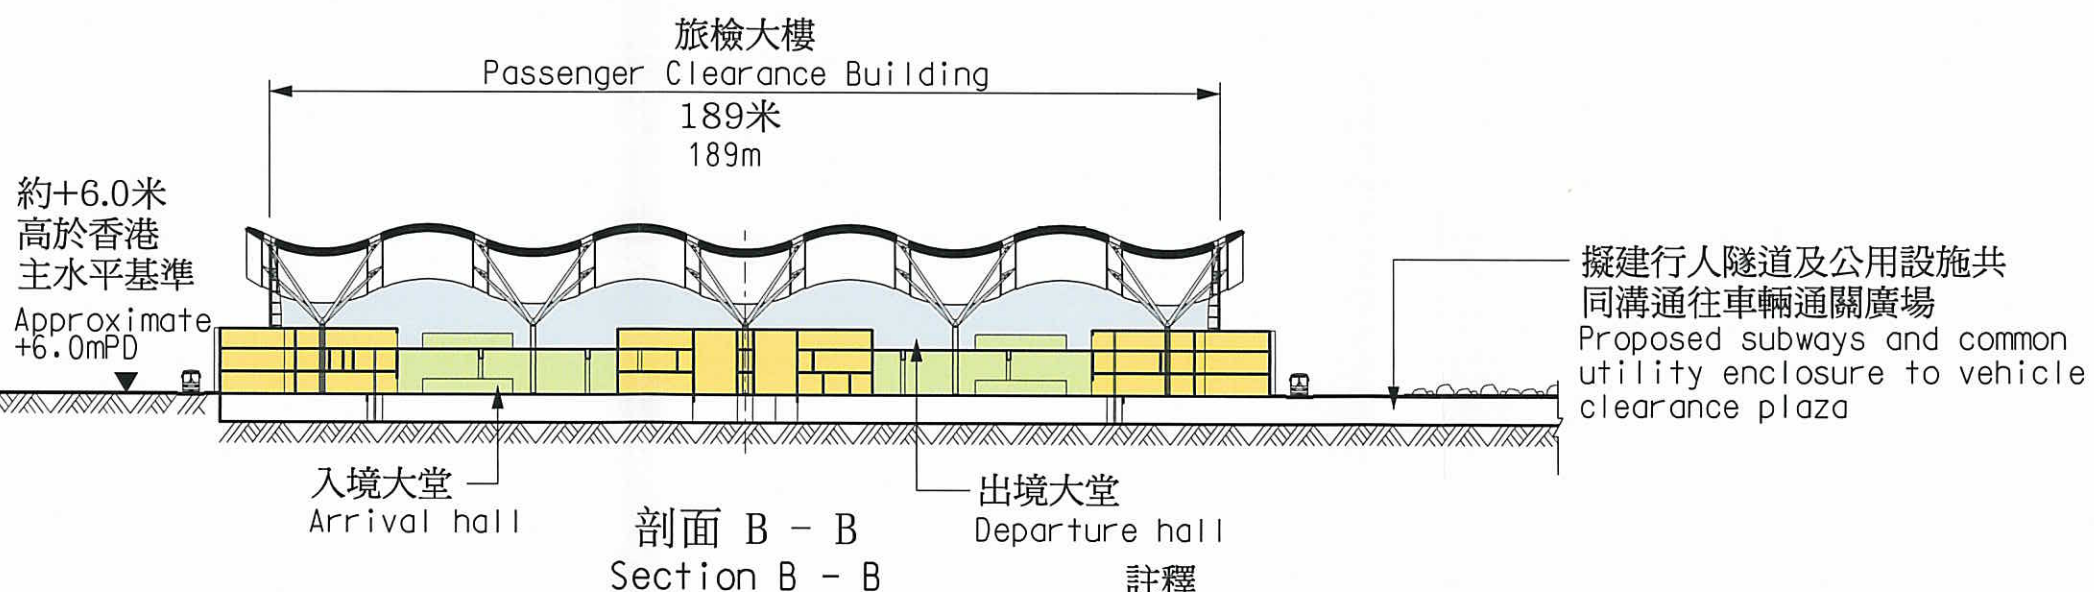 旅檢大樓
Passenger Clearance Building
189米
189m
約+6.0米
高於香港
主水平基準
Approximate
+6.0mPD
擬建行人隧道及公用設施共
同溝通往車輛通關廣場
Proposed subways and common
utility enclosure to vehicle
clearance plaza
入境大堂
Arrival hall
出境大堂
Departure hall
剖面 B - B
Section B - B
註釋